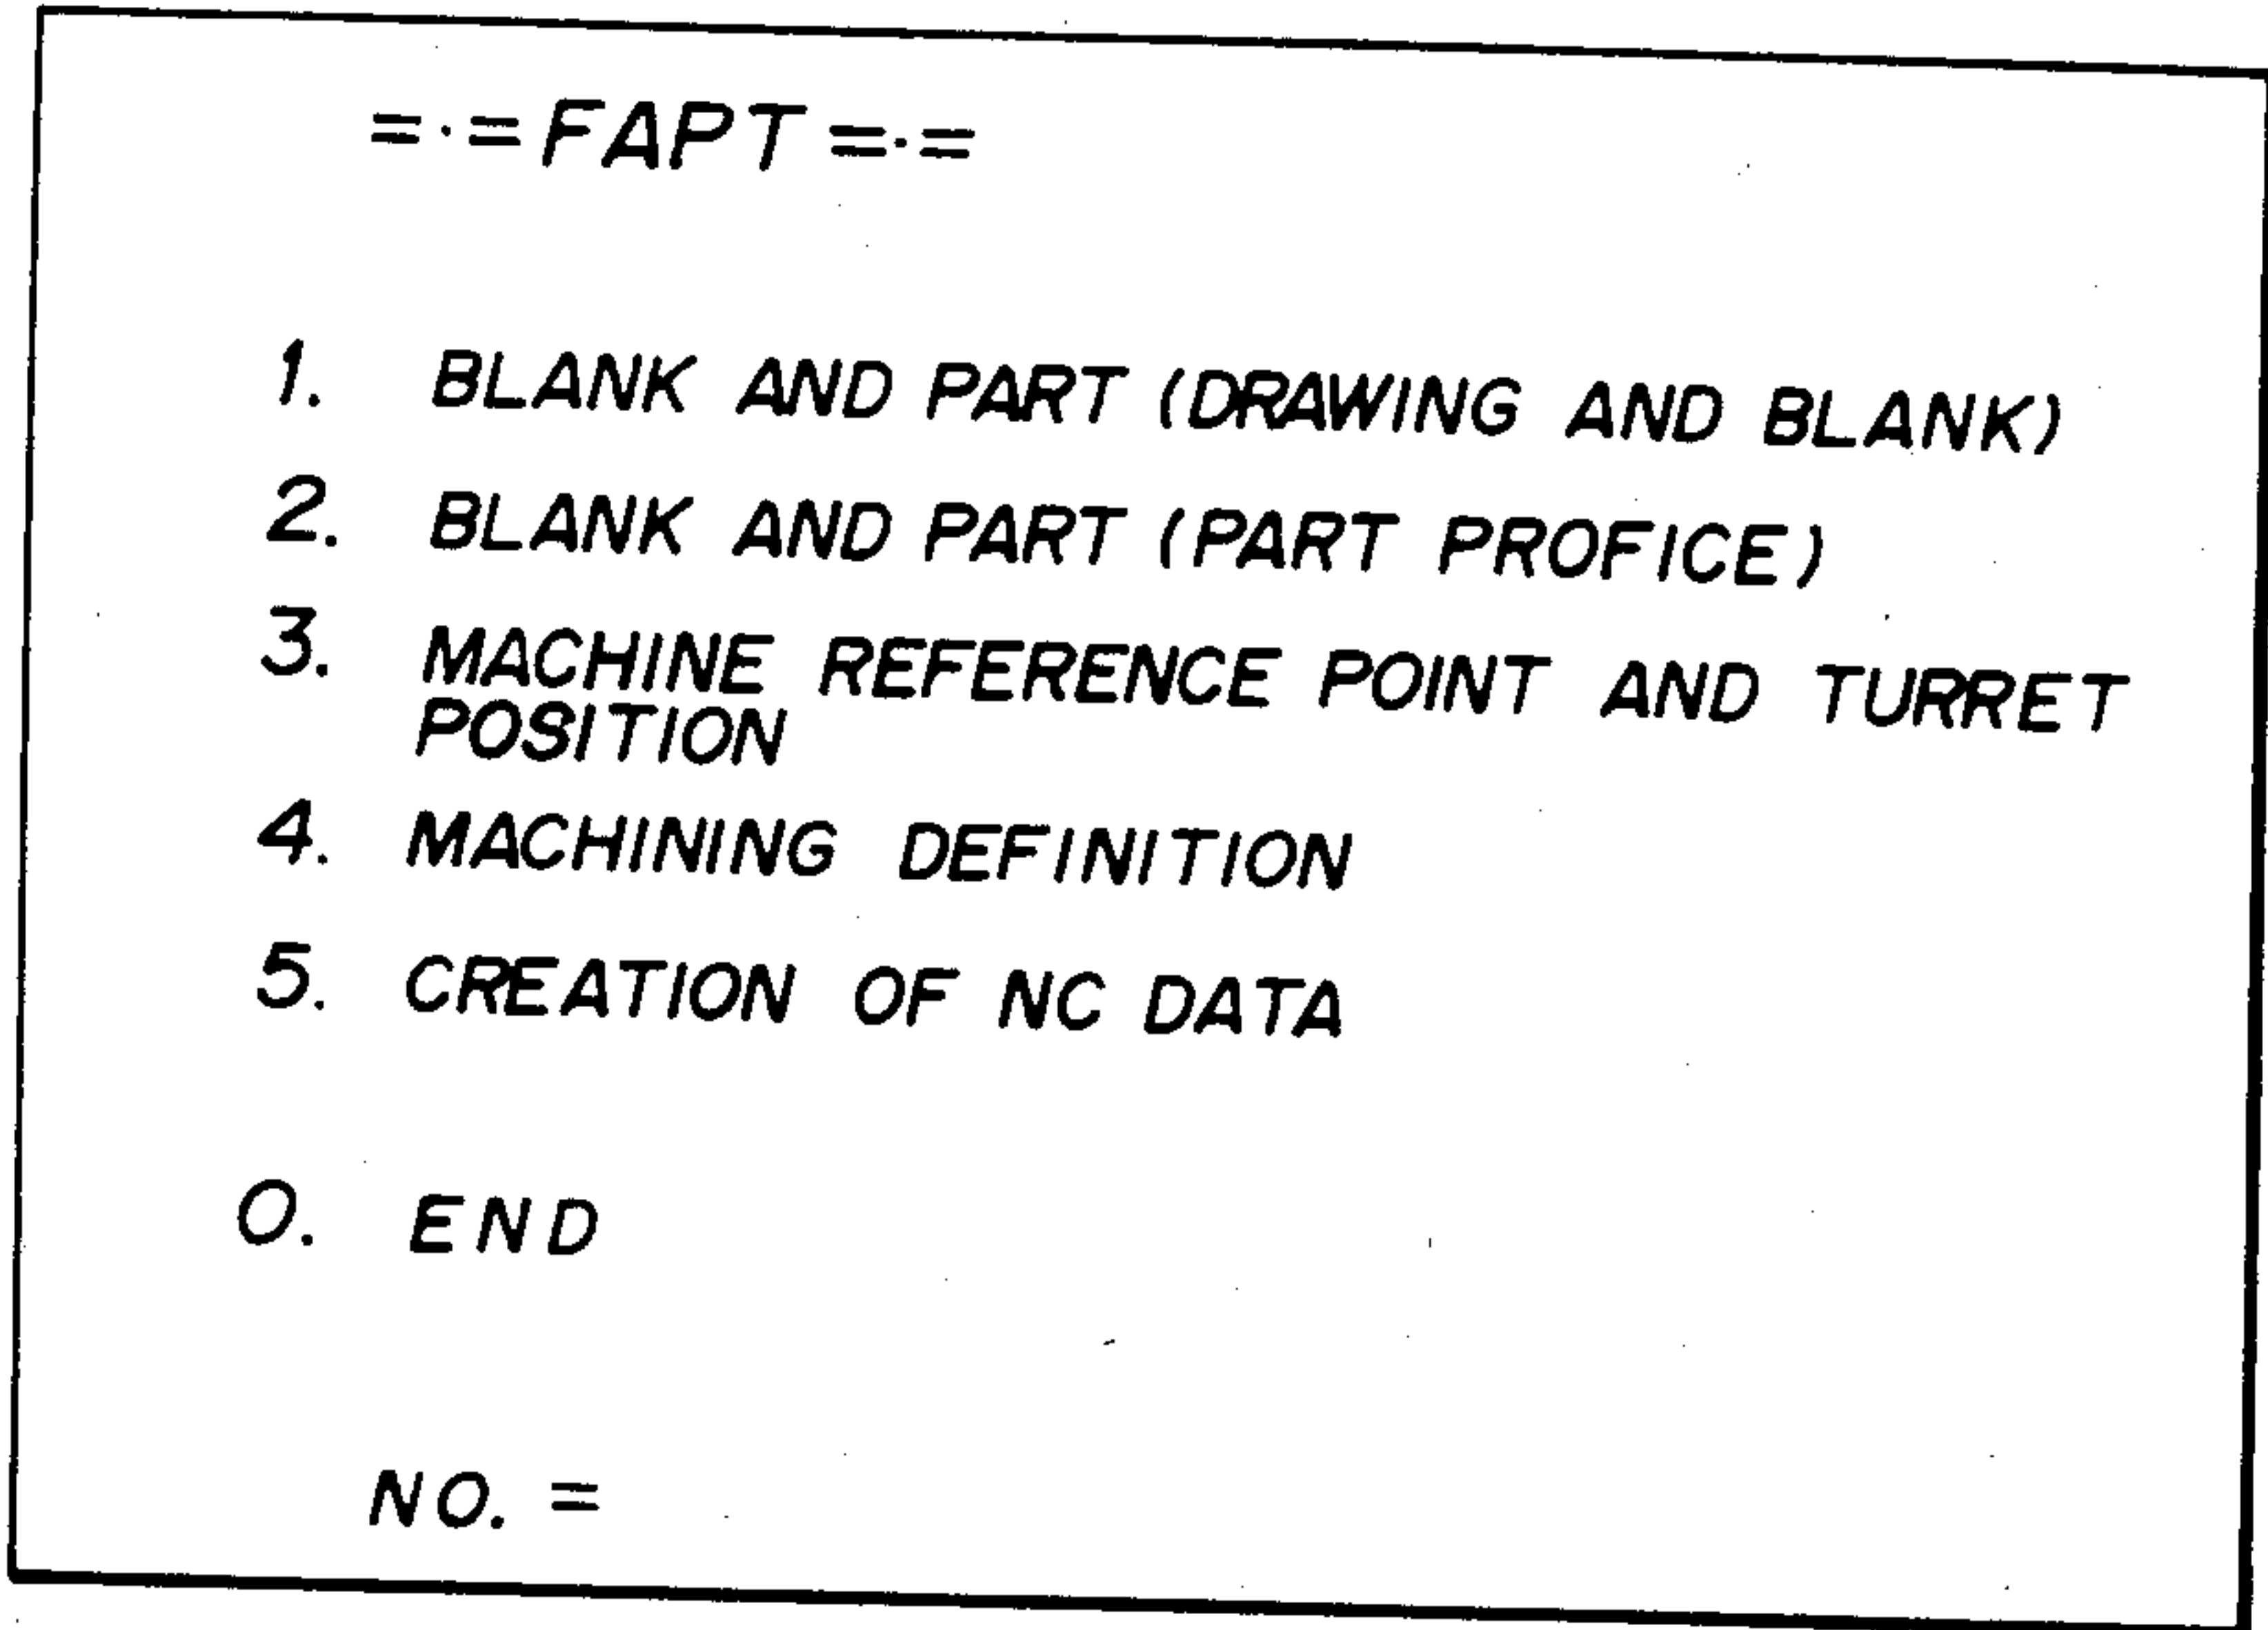 =·=FAPT=·=
1. BLANK AND PART (DRAWING AND BLANK)
2. BLANK AND PART (PART PROFICE)
3. MACHINE REFERENCE POINT AND TURRET
POSITION
4. MACHINING DEFINITION
5. CREATION OF NC DATA
0. END
NO. =